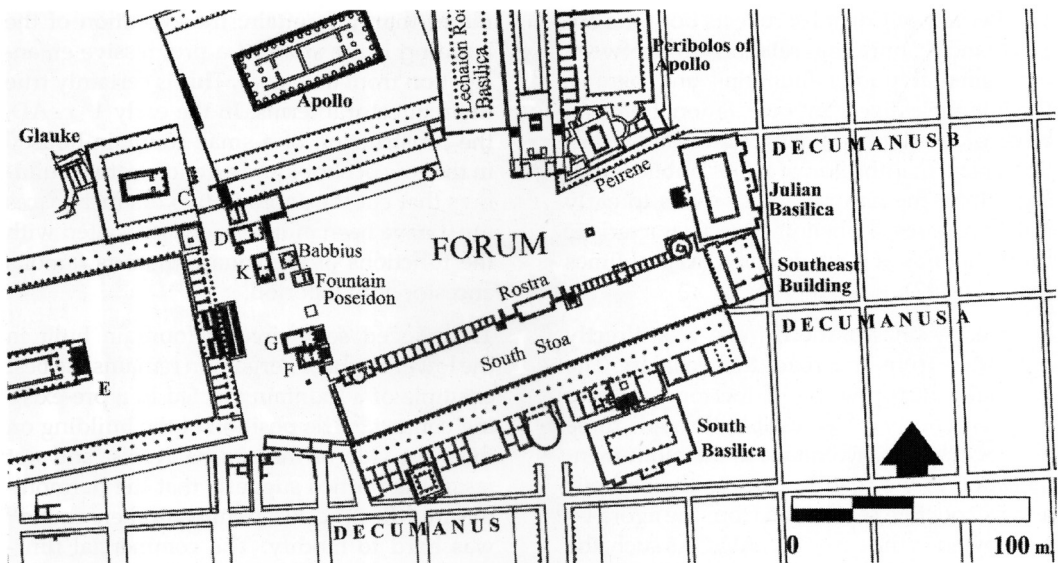 Lechaion Road
Basilica
Peribolos of
Apollo
Apollo
Glauke
DECUMANUS B
Peirene
C
Julian
Basilica
D
FORUM
Babbius
K
Fountain
Poseidon
Rostra
Southeast
Building
DECUMANUS A
G
South Stoa
F
E
South
Basilica
DECUMANUS
0
100 m.